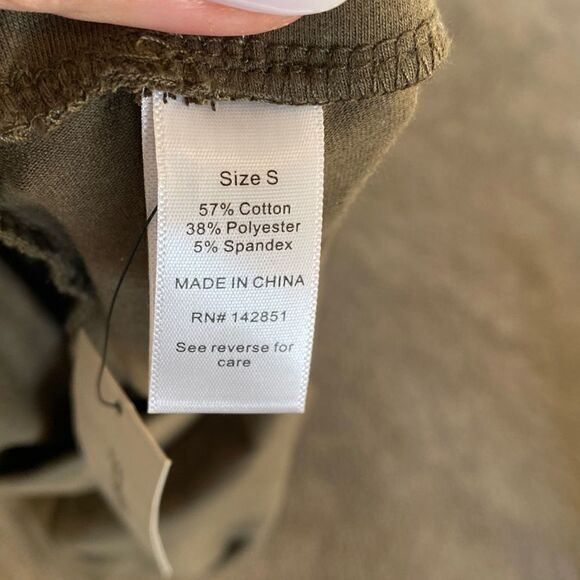 Size S
57% Cotton
38% Polyester
5% Spandex
MADE IN CHINA
RN# 142851
See reverse for
care